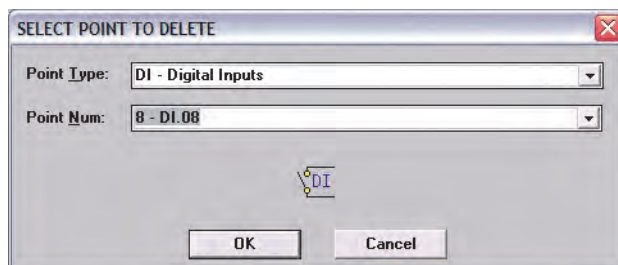 SELECT POINT TO DELETE
Point Type: DI - Digital Inputs
Point Num: 8 - DI.08
DI
OK Cancel